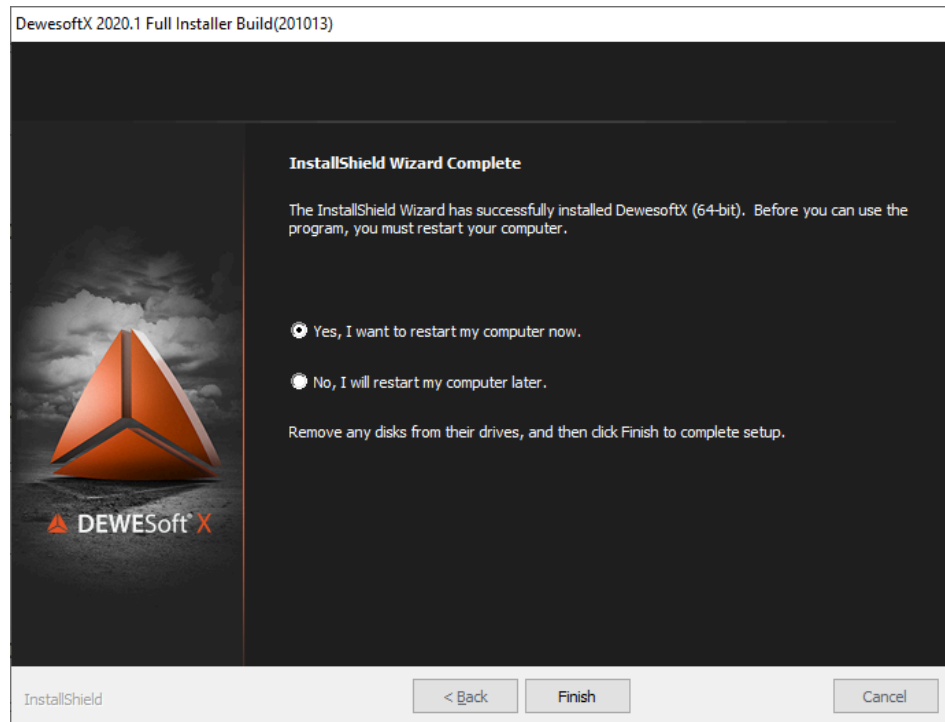 DewesoftX 2020.1 Full Installer Build(201013)
InstallShield Wizard Complete
The InstallShield Wizard has successfully installed DewesoftX (64-bit).  Before you can use the
program, you must restart your computer.
Yes, I want to restart my computer now.
No, I will restart my computer later.
Remove any disks from their drives, and then click Finish to complete setup.
DEWESoft® X
InstallShield
< Back
Finish
Cancel